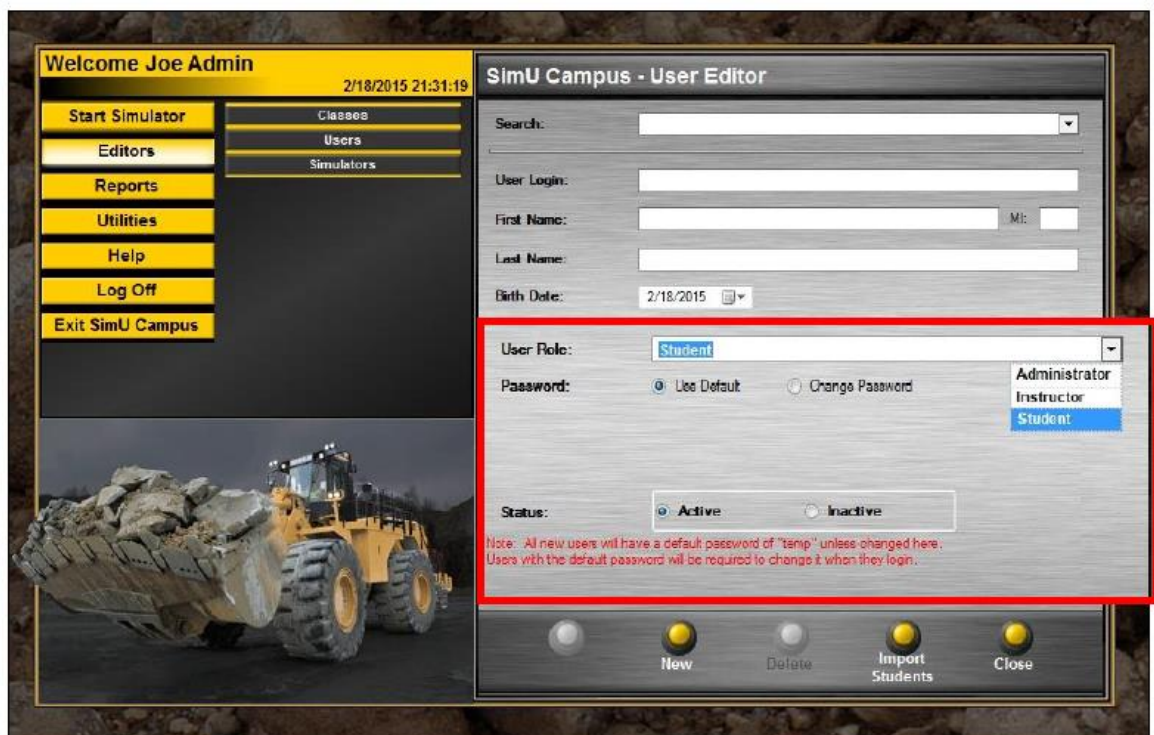 Welcome Joe Admin
2/18/2015 21:31:19
Start Simulator
Editors
Reports
Utilities
Help
Log Off
Exit SimU Campus
Classes
Users
Simulators
SimU Campus - User Editor
Search:
User Login:
First Name:
MI:
Last Name:
Birth Date:
2/18/2015
User Role:
Student
Administrator
Instructor
Student
Password:
Use Default
Change Password
Status:
Active
Inactive
Note: All new users will have a default password of "temp" unless changed here.
Users with the default password will be required to change it when they login.
New
Delete
Import
Students
Close